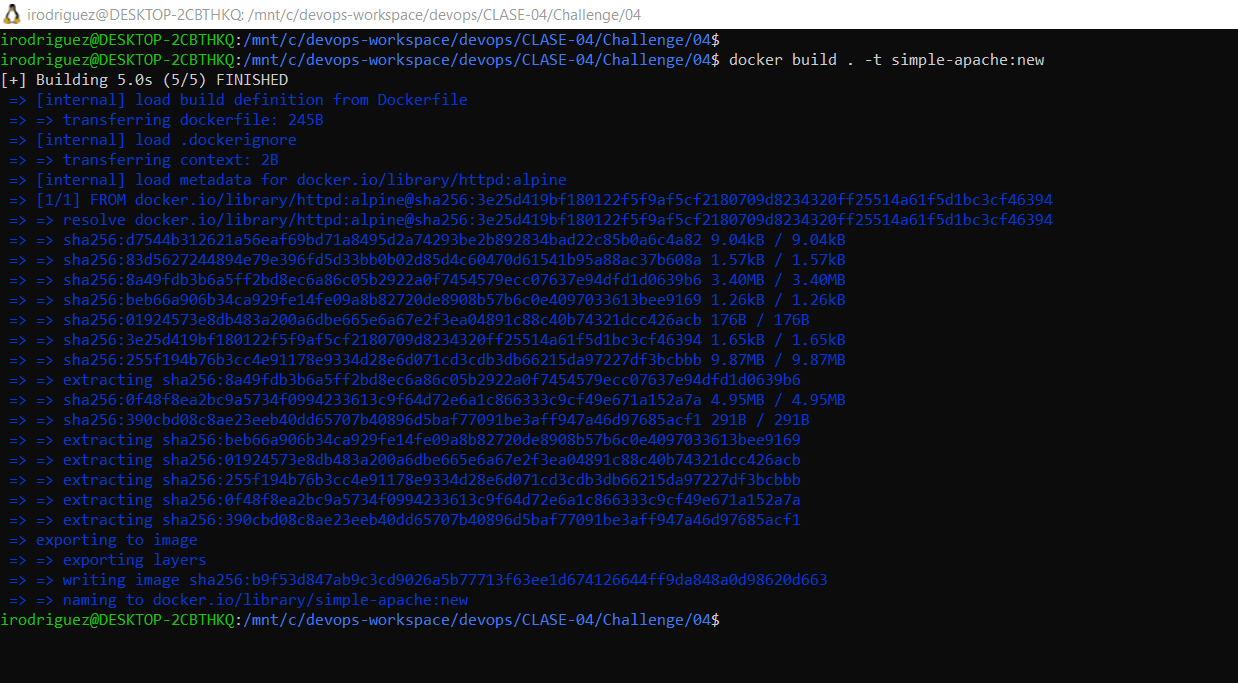 irodriguez@DESKTOP-2CBTHKQ: /mnt/c/devops-workspace/devops/CLASE-04/Challenge/04
irodriguez@DESKTOP-2CBTHKQ:/mnt/c/devops-workspace/devops/CLASE-04/Challenge/04$
irodriguez@DESKTOP-2CBTHKQ:/mnt/c/devops-workspace/devops/CLASE-04/Challenge/04$ docker build . -t simple-apache:new
[+] Building 5.0s (5/5) FINISHED
=> [internal] load build definition from Dockerfile
=> => transferring dockerfile: 245B
=> [internal] load .dockerignore
=> => transferring context: 2B
=> [internal] load metadata for docker.io/library/httpd:alpine
=> [1/1] FROM docker.io/library/httpd:alpine@sha256:3e25d419bf180122f5f9af5cf2180709d8234320ff25514a61f5d1bc3cf46394
=> => resolve docker.io/library/httpd:alpine@sha256:3e25d419bf180122f5f9af5cf2180709d8234320ff25514a61f5d1bc3cf46394
=> => sha256:d7544b312621a56eaf69bd71a8495d2a74293be2b892834bad22c85b0a6c4a82 9.04kB / 9.04kB
=> => sha256:83d5627244894e79e396fd5d33bb0b02d85d4c60470d61541b95a88ac37b608a 1.57kB / 1.57kB
=> => sha256:8a49fdb3b6a5ff2bd8ec6a86c05b2922a0f7454579ecc07637e94dfd1d0639b6 3.40MB / 3.40MB
=> => sha256:beb66a906b34ca929fe14fe09a8b82720de8908b57b6c0e4097033613bee9169 1.26kB / 1.26kB
=> => sha256:01924573e8db483a200a6dbe665e6a67e2f3ea04891c88c40b74321dcc426acb 176B / 176B
=> => sha256:3e25d419bf180122f5f9af5cf2180709d8234320ff25514a61f5d1bc3cf46394 1.65kB / 1.65kB
=> => sha256:255f194b76b3cc4e91178e9334d28e6d071cd3cdb3db66215da97227df3bcbbb 9.87MB / 9.87MB
=> => extracting sha256:8a49fdb3b6a5ff2bd8ec6a86c05b2922a0f7454579ecc07637e94dfd1d0639b6
=> => sha256:0f48f8ea2bc9a5734f0994233613c9f64d72e6a1c866333c9cf49e671a152a7a 4.95MB / 4.95MB
=> => sha256:390cbd08c8ae23eeb40dd65707b40896d5baf77091be3aff947a46d97685acf1 291B / 291B
=> => extracting sha256:beb66a906b34ca929fe14fe09a8b82720de8908b57b6c0e4097033613bee9169
=> => extracting sha256:01924573e8db483a200a6dbe665e6a67e2f3ea04891c88c40b74321dcc426acb
=> => extracting sha256:255f194b76b3cc4e91178e9334d28e6d071cd3cdb3db66215da97227df3bcbbb
=> => extracting sha256:0f48f8ea2bc9a5734f0994233613c9f64d72e6a1c866333c9cf49e671a152a7a
=> => extracting sha256:390cbd08c8ae23eeb40dd65707b40896d5baf77091be3aff947a46d97685acf1
=> exporting to image
=> => exporting layers
=> => writing image sha256:b9f53d847ab9c3cd9026a5b77713f63ee1d674126644ff9da848a0d98620d663
=> => naming to docker.io/library/simple-apache:new
irodriguez@DESKTOP-2CBTHKQ:/mnt/c/devops-workspace/devops/CLASE-04/Challenge/04$